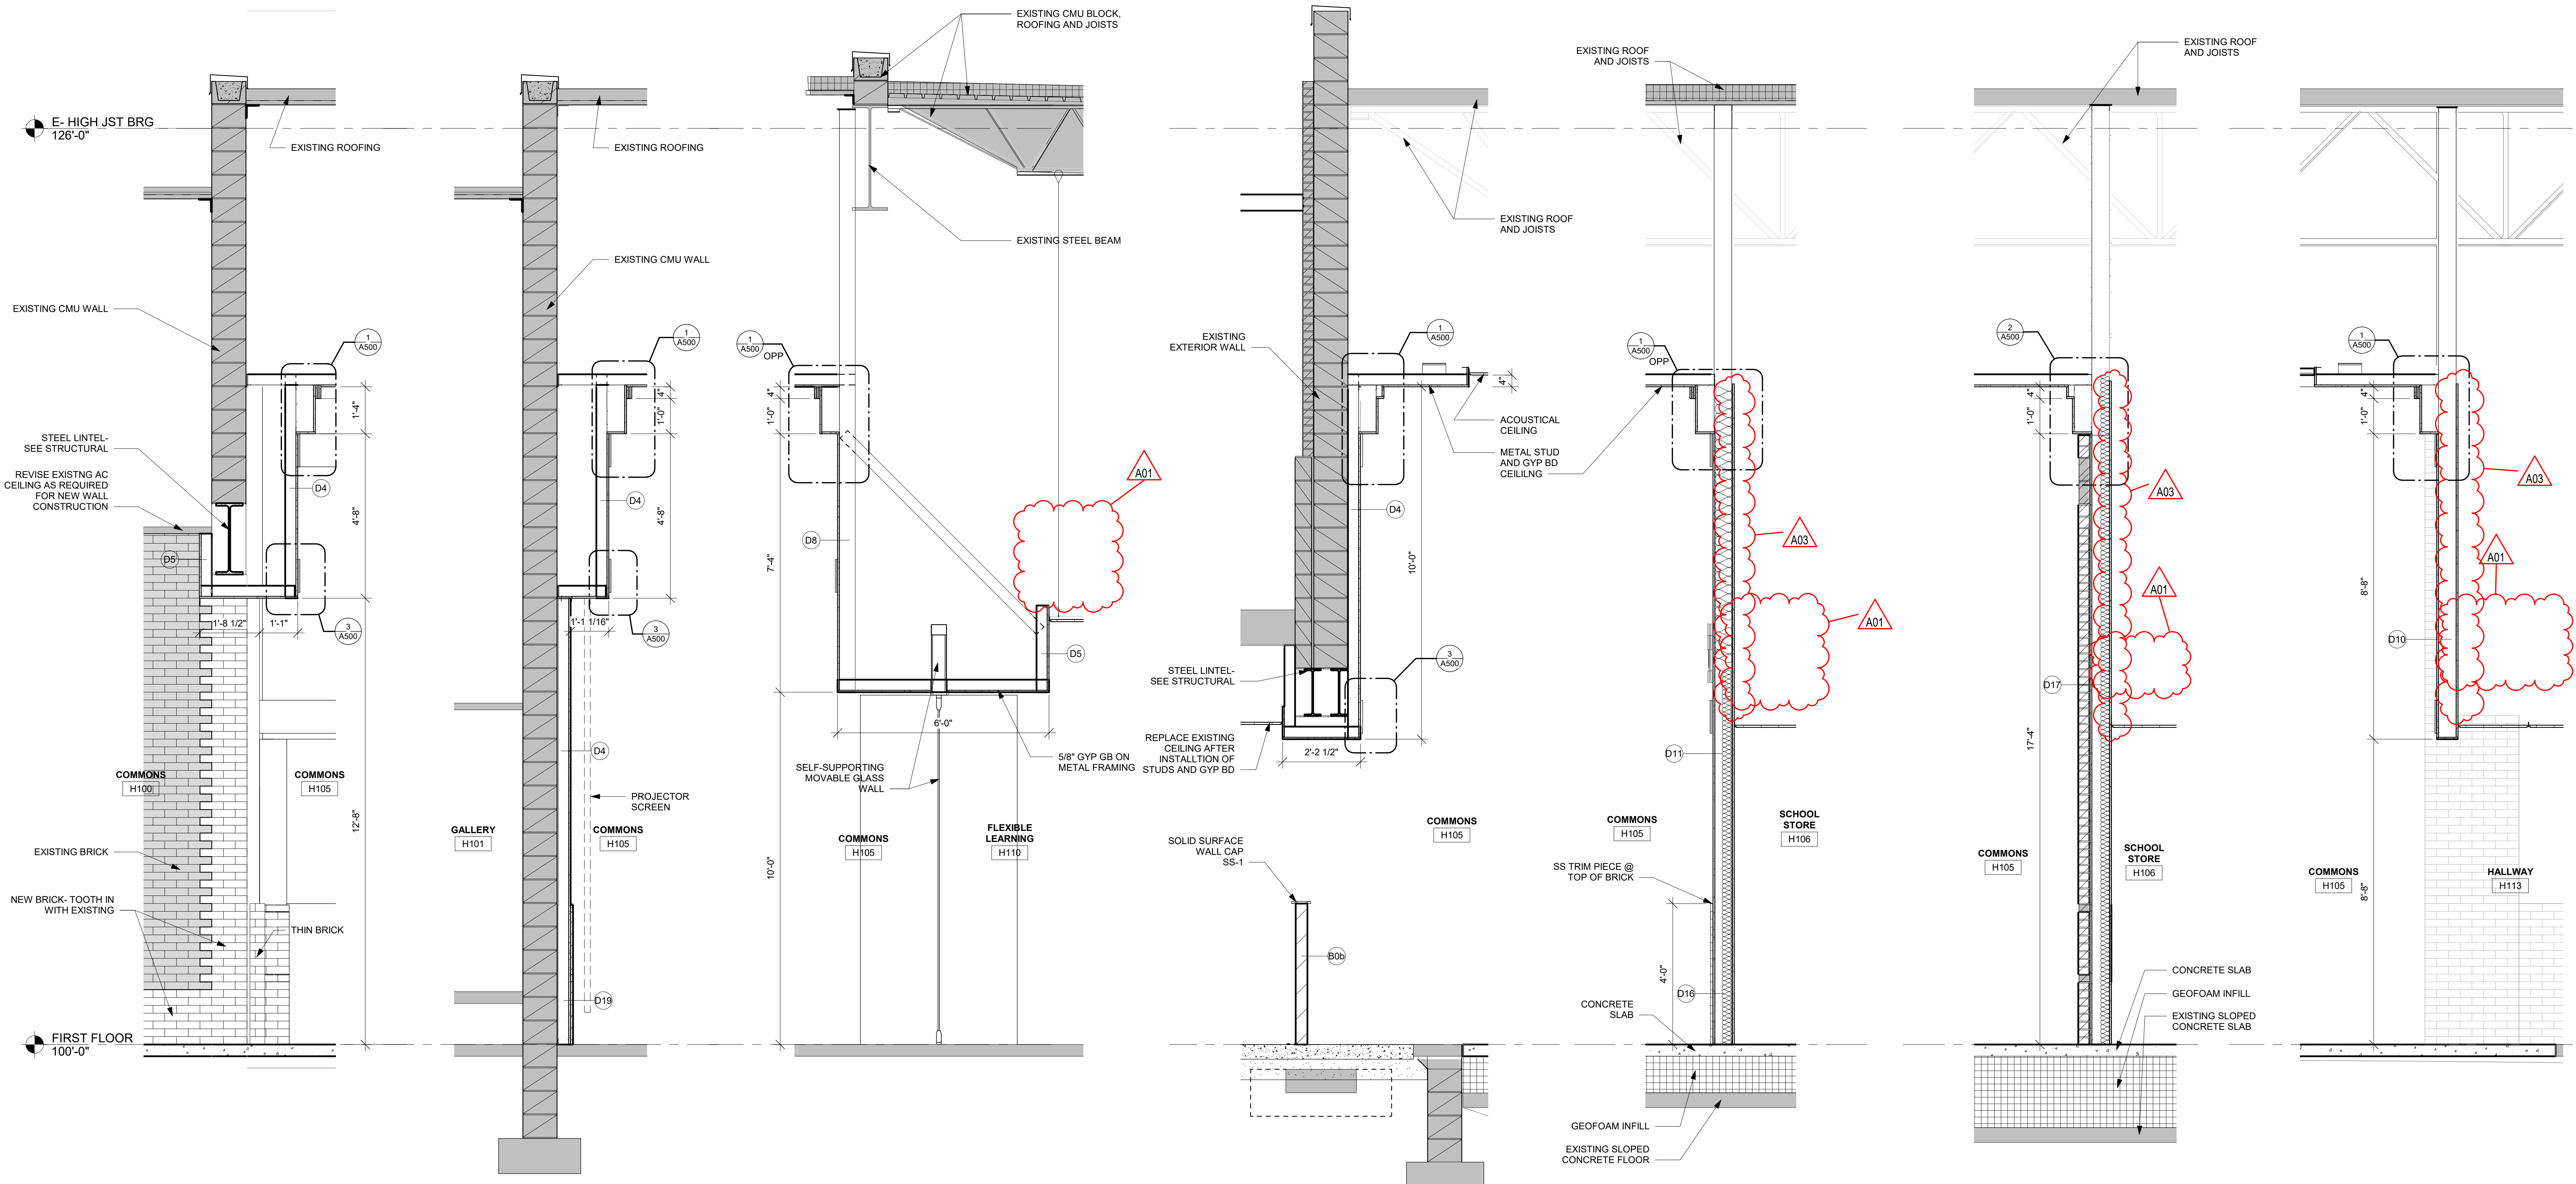 E- HIGH JST BRG
126'-0"
EXISTING ROOFING
EXISTING CMU WALL
1
A500
4"
1'-4"
STEEL LINTEL-
SEE STRUCTURAL
REVISE EXISTNG AC
CEILING AS REQUIRED
FOR NEW WALL
CONSTRUCTION
D4
4'-8"
D5
1'-8 1/2"
1'-1"
3
A500
COMMONS
H100
COMMONS
H105
12'-8"
EXISTING BRICK
NEW BRICK- TOOTH IN
WITH EXISTING
THIN BRICK
FIRST FLOOR
100'-0"
EXISTING ROOFING
EXISTING CMU WALL
1
A500
4"
1'-0"
D4
4'-8"
1'-1 1/16"
3
A500
D4
PROJECTOR
SCREEN
GALLERY
H101
COMMONS
H105
D19
EXISTING CMU BLOCK,
ROOFING AND JOISTS
EXISTING STEEL BEAM
1
A500
OPP
4"
1'-0"
A01
D8
7'-4"
D5
6'-0"
SELF-SUPPORTING
MOVABLE GLASS
WALL
5/8" GYP GB ON
METAL FRAMING
COMMONS
H105
FLEXIBLE
LEARNING
H110
10'-0"
EXISTING ROOF
AND JOISTS
EXISTING
EXTERIOR WALL
1
A500
4"
ACOUSTICAL
CEILING
METAL STUD
AND GYP BD
CEILILNG
D4
10'-0"
STEEL LINTEL-
SEE STRUCTURAL
3
A500
REPLACE EXISTING
CEILING AFTER
INSTALLTION OF
STUDS AND GYP BD
2'-2 1/2"
COMMONS
H105
SOLID SURFACE
WALL CAP
SS-1
B0b
EXISTING ROOF
AND JOISTS
1
A500
OPP
A03
A01
D11
COMMONS
H105
SCHOOL
STORE
H106
SS TRIM PIECE @
TOP OF BRICK
4'-0"
D16
CONCRETE
SLAB
GEOFOAM INFILL
EXISTING SLOPED
CONCRETE FLOOR
EXISTING ROOF
AND JOISTS
2
A500
4"
1'-0"
A03
A01
D17
17'-4"
COMMONS
H105
SCHOOL
STORE
H106
CONCRETE SLAB
GEOFOAM INFILL
EXISTING SLOPED
CONCRETE SLAB
1
A500
4"
1'-0"
A03
A01
8'-8"
D10
COMMONS
H105
HALLWAY
H113
8'-8"